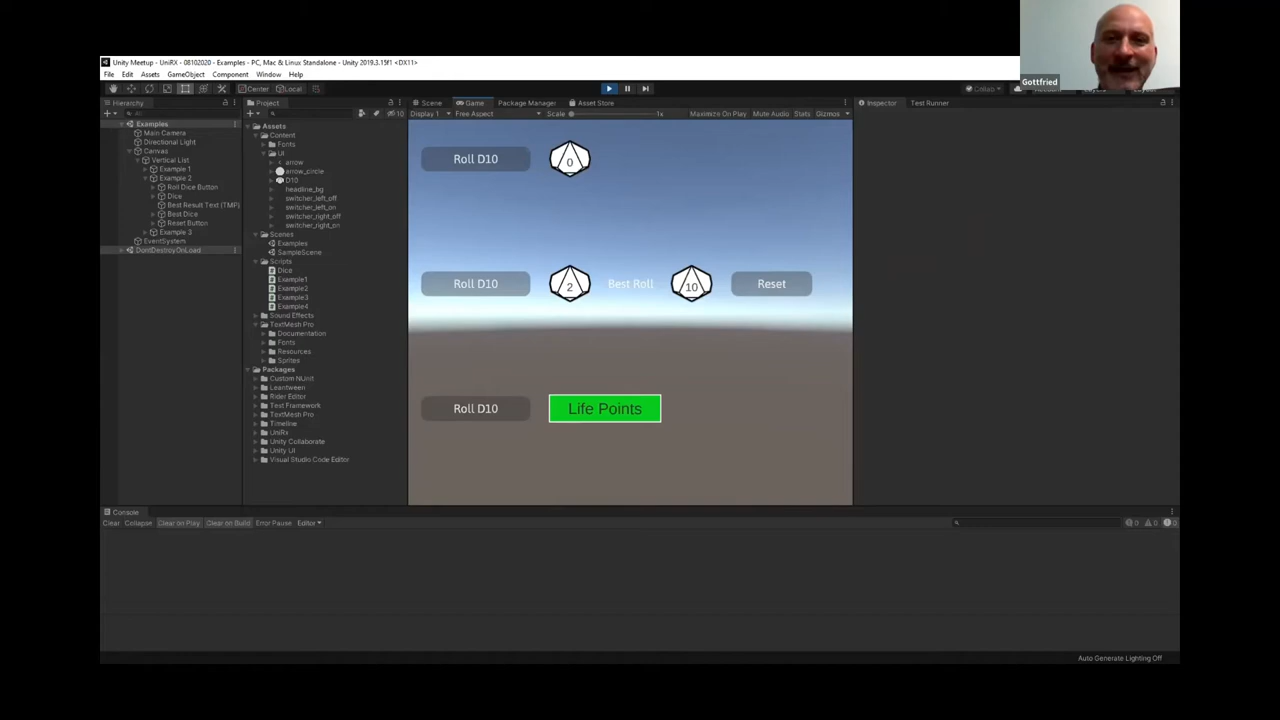 Gottfried
Unity Meetup - UniRX - 08102020 - Examples - PC, Mac & Linux Standalone - Unity 2019.3.15f1 <DX11>
File Edit Assets GameObject Component Window Help
Center Local
Collab
Hierarchy
All
Examples
Main Camera
Directional Light
Canvas
Vertical List
Example 1
Example 2
Roll Dice Button
Dice
Best Result Text (TMP)
Best Dice
Reset Button
Example 3
EventSystem
DontDestroyOnLoad
Project
10
Assets
Content
Fonts
UI
arrow
arrow_circle
D10
headline_bg
switcher_left_off
switcher_left_on
switcher_right_off
switcher_right_on
Scenes
Examples
SampleScene
Scripts
Dice
Example1
Example2
Example3
Example4
Sound Effects
TextMesh Pro
Documentation
Fonts
Resources
Sprites
Packages
Custom NUnit
Leantween
Rider Editor
Test Framework
TextMesh Pro
Timeline
UniRx
Unity Collaborate
Unity UI
Visual Studio Code Editor
Scene Game Package Manager Asset Store
Display 1 Free Aspect Scale 1x Maximize On Play Mute Audio Stats Gizmos
Roll D10 0
Roll D10 2 Best Roll 10 Reset
Roll D10 Life Points
Inspector Test Runner
Console
Clear Collapse Clear on Play Clear on Build Error Pause Editor
0 0 0
Auto Generate Lighting Off